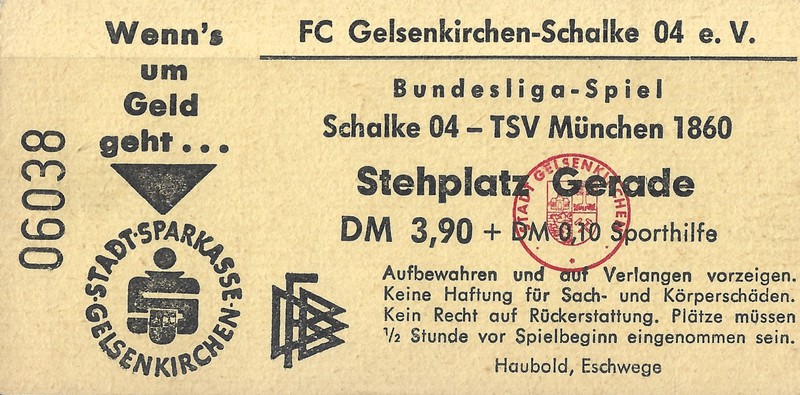 Wenn's
um
Geld
geht...
06038
STADT·SPARKASSE·
GELSENKIRCHEN
FC Gelsenkirchen-Schalke 04 e. V.
Bundesliga-Spiel
Schalke 04 – TSV München 1860
Stehplatz Gerade
DM 3,90 + DM 0,10 Sporthilfe
STADT GELSENKIRCHEN
DFB
Aufbewahren und auf Verlangen vorzeigen.
Keine Haftung für Sach- und Körperschäden.
Kein Recht auf Rückerstattung. Plätze müssen
½ Stunde vor Spielbeginn eingenommen sein.
Haubold, Eschwege